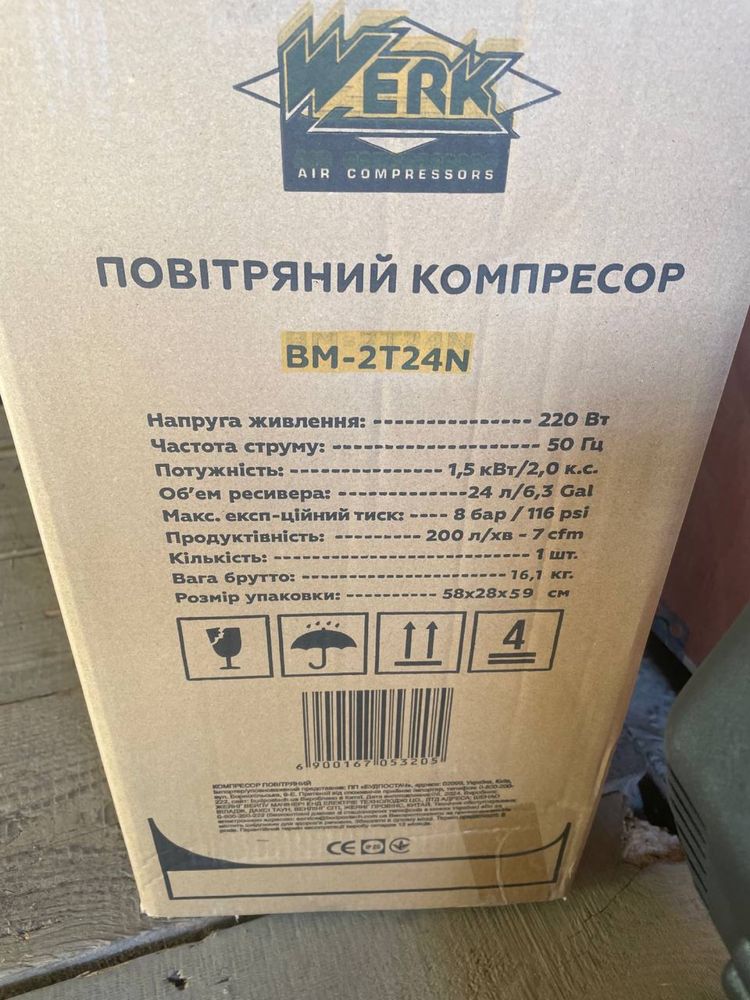 WERK
AIR COMPRESSORS
ПОВІТРЯНИЙ КОМПРЕСОР
BM-2T24N
Напруга живлення: ---------------- 220 Вт
Частота струму: --------------------- 50 Гц
Потужність: --------------- 1,5 кВт/2,0 к.с.
Об'ем ресивера: -------------24 л/6,3 Gal
Макс. експ-ційний тиск: ---- 8 бар / 116 psi
Продуктивність: ------------- 200 л/хв - 7 cfm
Кількість: --------------------------- 1 шт.
Вага брутто: --------------------- 16,1 кг.
Розмір упаковки: ---------- 58x28x59 см
4
6 900167 053205
КОМПРЕСОР ПОВІТРЯНИЙ
CE